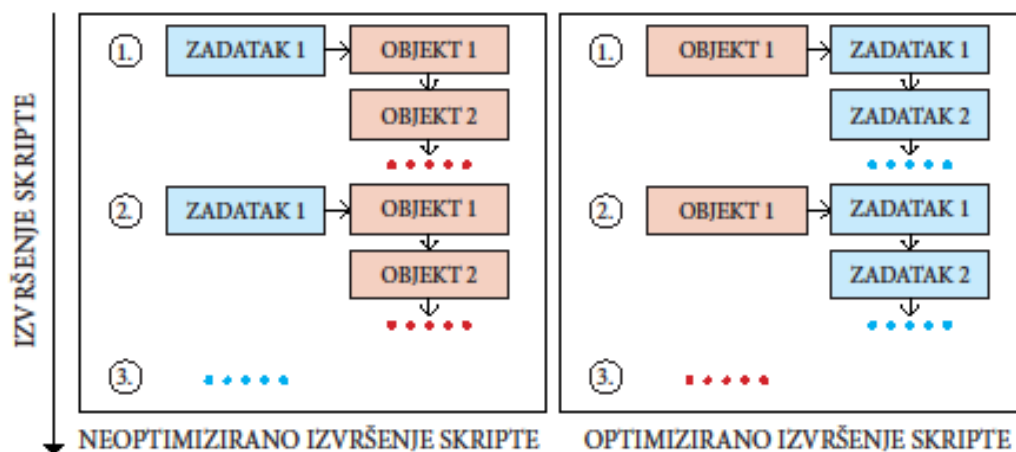 IZVRŠENJE SKRIPTE
1. ZADATAK 1 OBJEKT 1
OBJEKT 2
2. ZADATAK 1 OBJEKT 1
OBJEKT 2
3.
NEOPTIMIZIRANO IZVRŠENJE SKRIPTE
1. OBJEKT 1 ZADATAK 1
ZADATAK 2
2. OBJEKT 1 ZADATAK 1
ZADATAK 2
3.
OPTIMIZIRANO IZVRŠENJE SKRIPTE